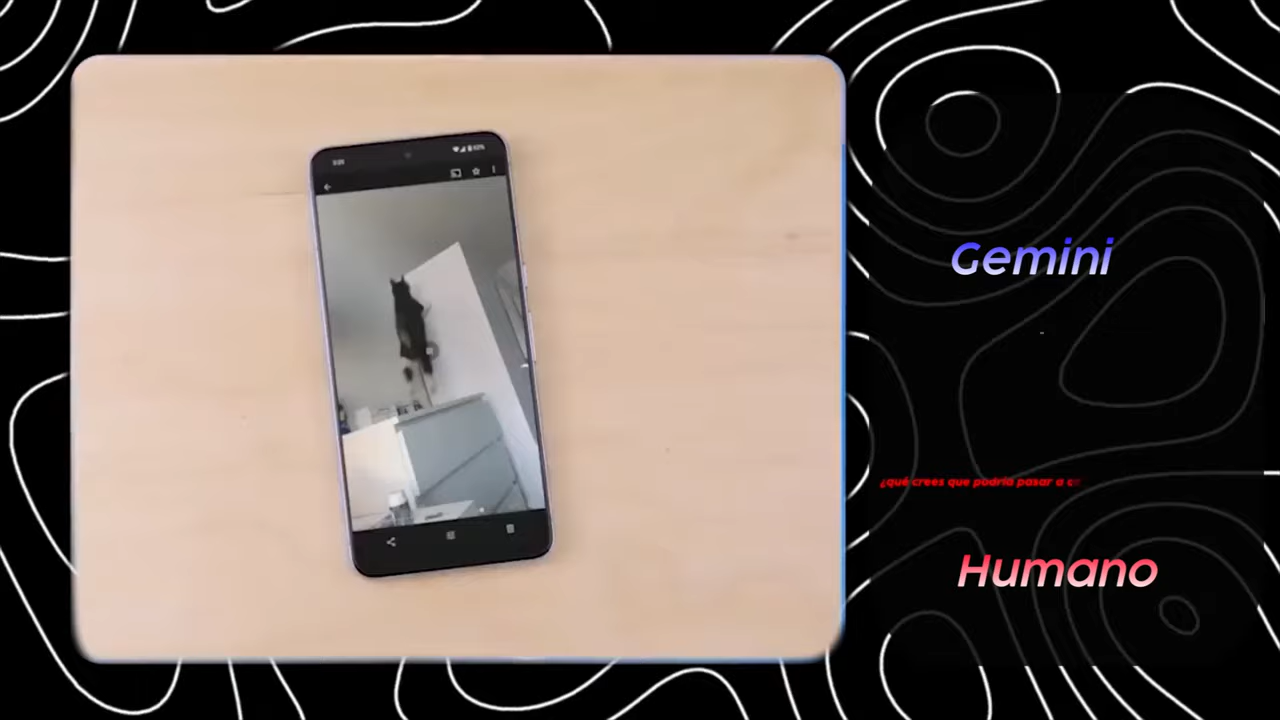 Gemini
¿qué crees que podría pasar a
Humano